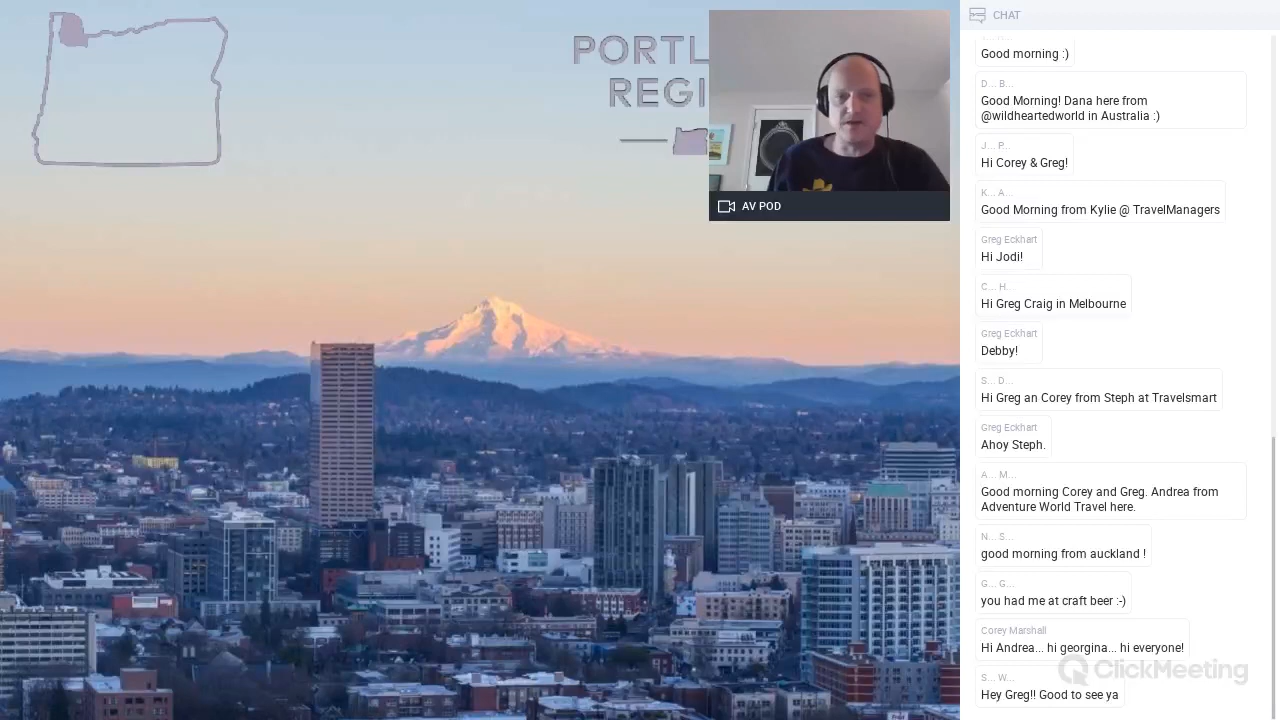 PORTL
REGI
AV POD
CHAT
Good morning :)
D... B...
Good Morning! Dana here from
@wildheartedworld in Australia :)
J... P...
Hi Corey & Greg!
K... A...
Good Morning from Kylie @ TravelManagers
Greg Eckhart
Hi Jodi!
C... H...
Hi Greg Craig in Melbourne
Greg Eckhart
Debby!
S... D...
Hi Greg an Corey from Steph at Travelsmart
Greg Eckhart
Ahoy Steph.
A... M...
Good morning Corey and Greg. Andrea from
Adventure World Travel here.
N... S...
good morning from auckland !
G... G...
you had me at craft beer :-)
Corey Marshall
Hi Andrea... hi georgina... hi everyone!
ClickMeeting
S... W...
Hey Greg!! Good to see ya